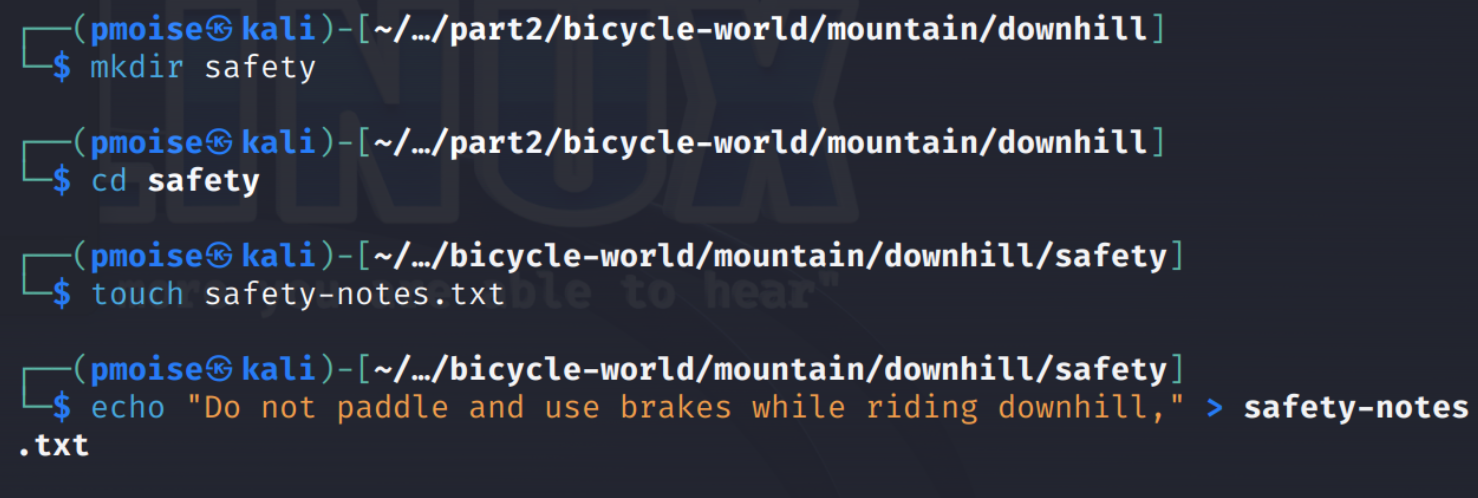 ┌──(pmoise㉿kali)-[~/…/part2/bicycle-world/mountain/downhill]
└─$ mkdir safety
┌──(pmoise㉿kali)-[~/…/part2/bicycle-world/mountain/downhill]
└─$ cd safety
┌──(pmoise㉿kali)-[~/…/bicycle-world/mountain/downhill/safety]
└─$ touch safety-notes.txt
┌──(pmoise㉿kali)-[~/…/bicycle-world/mountain/downhill/safety]
└─$ echo "Do not paddle and use brakes while riding downhill," > safety-notes
.txt